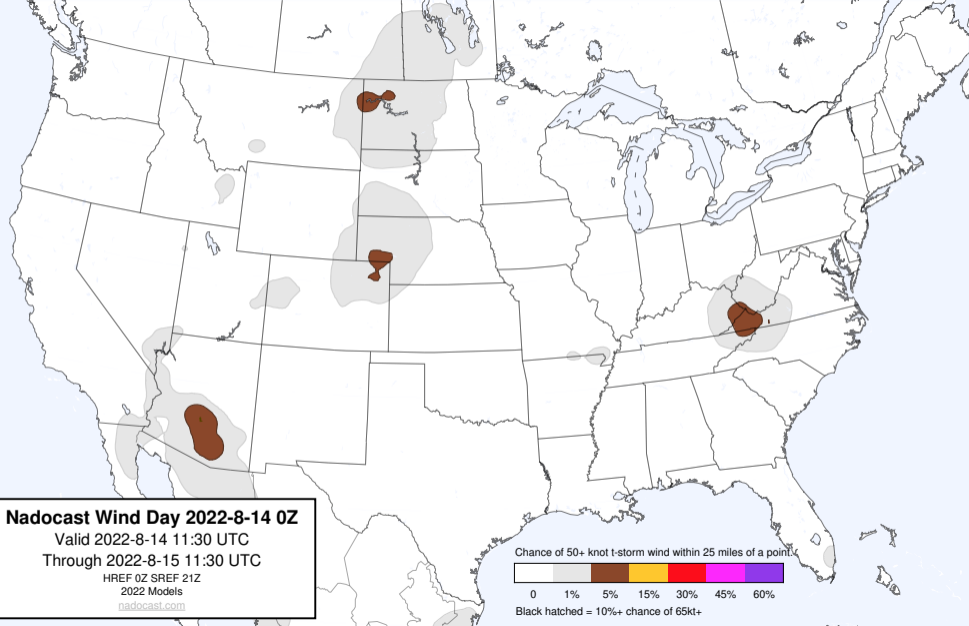 Nadocast Wind Day 2022-8-14 0Z
Valid 2022-8-14 11:30 UTC
Through 2022-8-15 11:30 UTC
HREF 0Z SREF 21Z
2022 Models
nadocast.com
Chance of 50+ knot t-storm wind within 25 miles of a point.
0 1% 5% 15% 30% 45% 60%
Black hatched = 10%+ chance of 65kt+